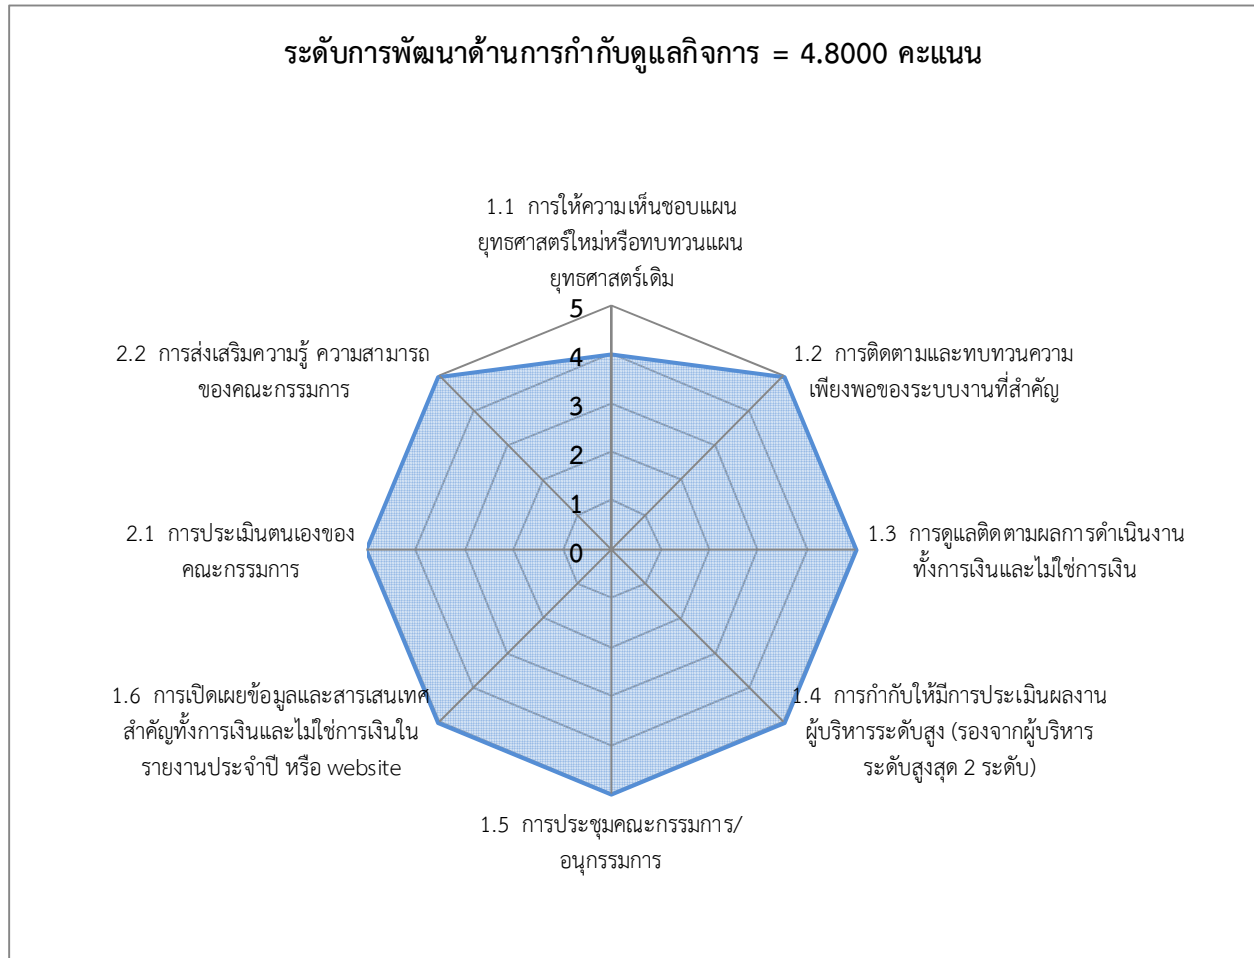 ระดับการพัฒนาด้านการกำกับดูแลกิจการ = 4.8000 คะแนน
1.1 การให้ความเห็นชอบแผน
ยุทธศาสตร์ใหม่หรือทบทวนแผน
ยุทธศาสตร์เดิม
1.2 การติดตามและทบทวนความ
เพียงพอของระบบงานที่สำคัญ
1.3 การดูแลติดตามผลการดำเนินงาน
ทั้งการเงินและไม่ใช่การเงิน
1.4 การกำกับให้มีการประเมินผลงาน
ผู้บริหารระดับสูง (รองจากผู้บริหาร
ระดับสูงสุด 2 ระดับ)
1.5 การประชุมคณะกรรมการ/
อนุกรรมการ
1.6 การเปิดเผยข้อมูลและสารเสนเทศ
สำคัญทั้งการเงินและไม่ใช่การเงินใน
รายงานประจำปี หรือ website
2.1 การประเมินตนเองของ
คณะกรรมการ
2.2 การส่งเสริมความรู้ ความสามารถ
ของคณะกรรมการ
5
4
3
2
1
0